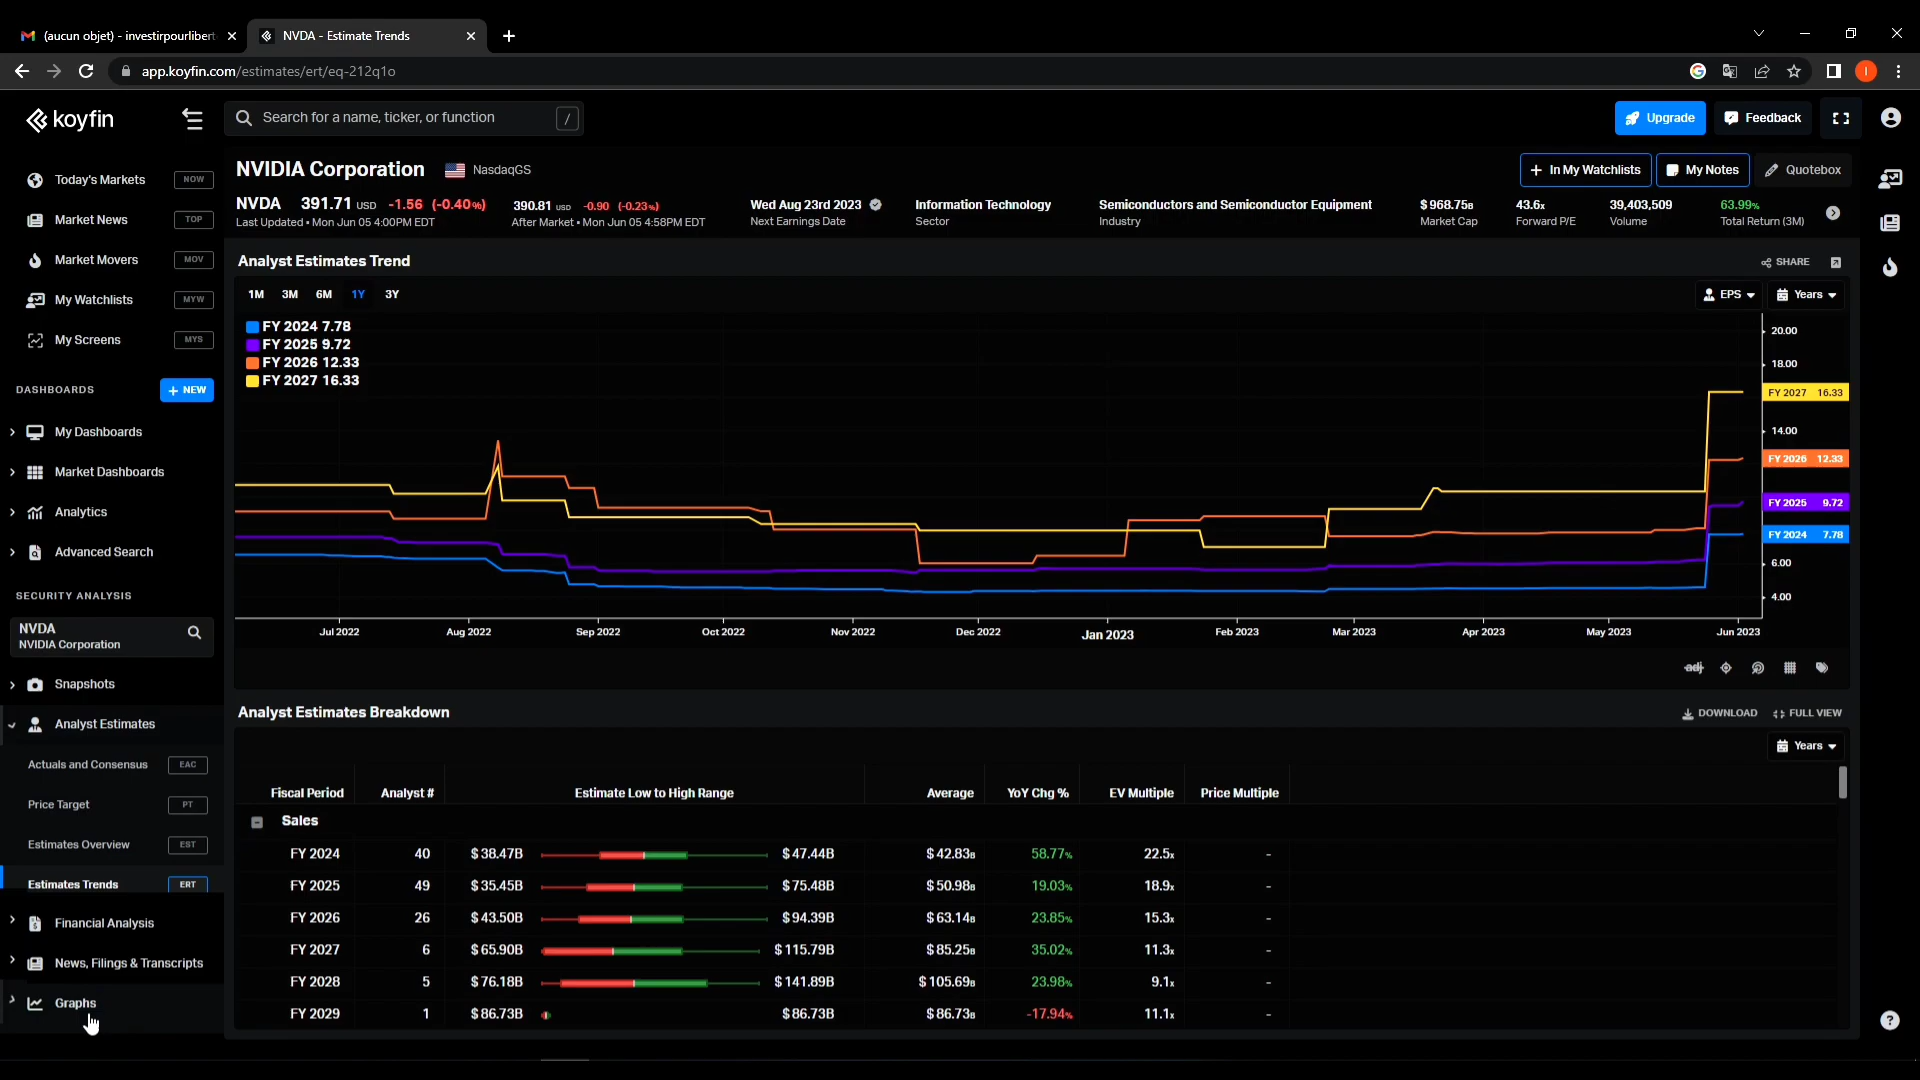 (aucun objet) - investirpourlibert
NVDA - Estimate Trends
app.koyfin.com/estimates/ert/eq-212q1o
koyfin
Search for a name, ticker, or function /
Upgrade
Feedback
Today's Markets NOW
Market News TOP
Market Movers MOV
My Watchlists MYW
My Screens MYS
DASHBOARDS + NEW
My Dashboards
Market Dashboards
Analytics
Advanced Search
SECURITY ANALYSIS
NVDA
NVIDIA Corporation
Snapshots
Analyst Estimates
Actuals and Consensus EAC
Price Target PT
Estimates Overview EST
Estimates Trends ERT
Financial Analysis
News, Filings & Transcripts
Graphs
NVIDIA Corporation NasdaqGS
+ In My Watchlists My Notes Quotebox
NVDA 391.71 USD -1.56 (-0.40%) 390.81 USD -0.90 (-0.23%) Wed Aug 23rd 2023 Information Technology Semiconductors and Semiconductor Equipment $968.75B 43.6x 39,403,509 63.99%
Last Updated • Mon Jun 05 4:00PM EDT After Market • Mon Jun 05 4:58PM EDT Next Earnings Date Sector Industry Market Cap Forward P/E Volume Total Return (3M)
Analyst Estimates Trend SHARE
1M 3M 6M 1Y 3Y EPS Years
FY 2024 7.78
FY 2025 9.72
FY 2026 12.33
FY 2027 16.33
20.00
18.00
FY 2027 16.33
14.00
FY 2026 12.33
FY 2025 9.72
FY 2024 7.78
6.00
4.00
Jul 2022 Aug 2022 Sep 2022 Oct 2022 Nov 2022 Dec 2022 Jan 2023 Feb 2023 Mar 2023 Apr 2023 May 2023 Jun 2023
adj
Analyst Estimates Breakdown DOWNLOAD FULL VIEW
Years
Fiscal Period Analyst # Estimate Low to High Range Average YoY Chg % EV Multiple Price Multiple
Sales
FY 2024 40 $38.47B $47.44B $42.83B 58.77% 22.5x -
FY 2025 49 $35.45B $75.48B $50.98B 19.03% 18.9x -
FY 2026 26 $43.50B $94.39B $63.14B 23.85% 15.3x -
FY 2027 6 $65.90B $115.79B $85.25B 35.02% 11.3x -
FY 2028 5 $76.18B $141.89B $105.69B 23.98% 9.1x -
FY 2029 1 $86.73B $86.73B $86.73B -17.94% 11.1x -